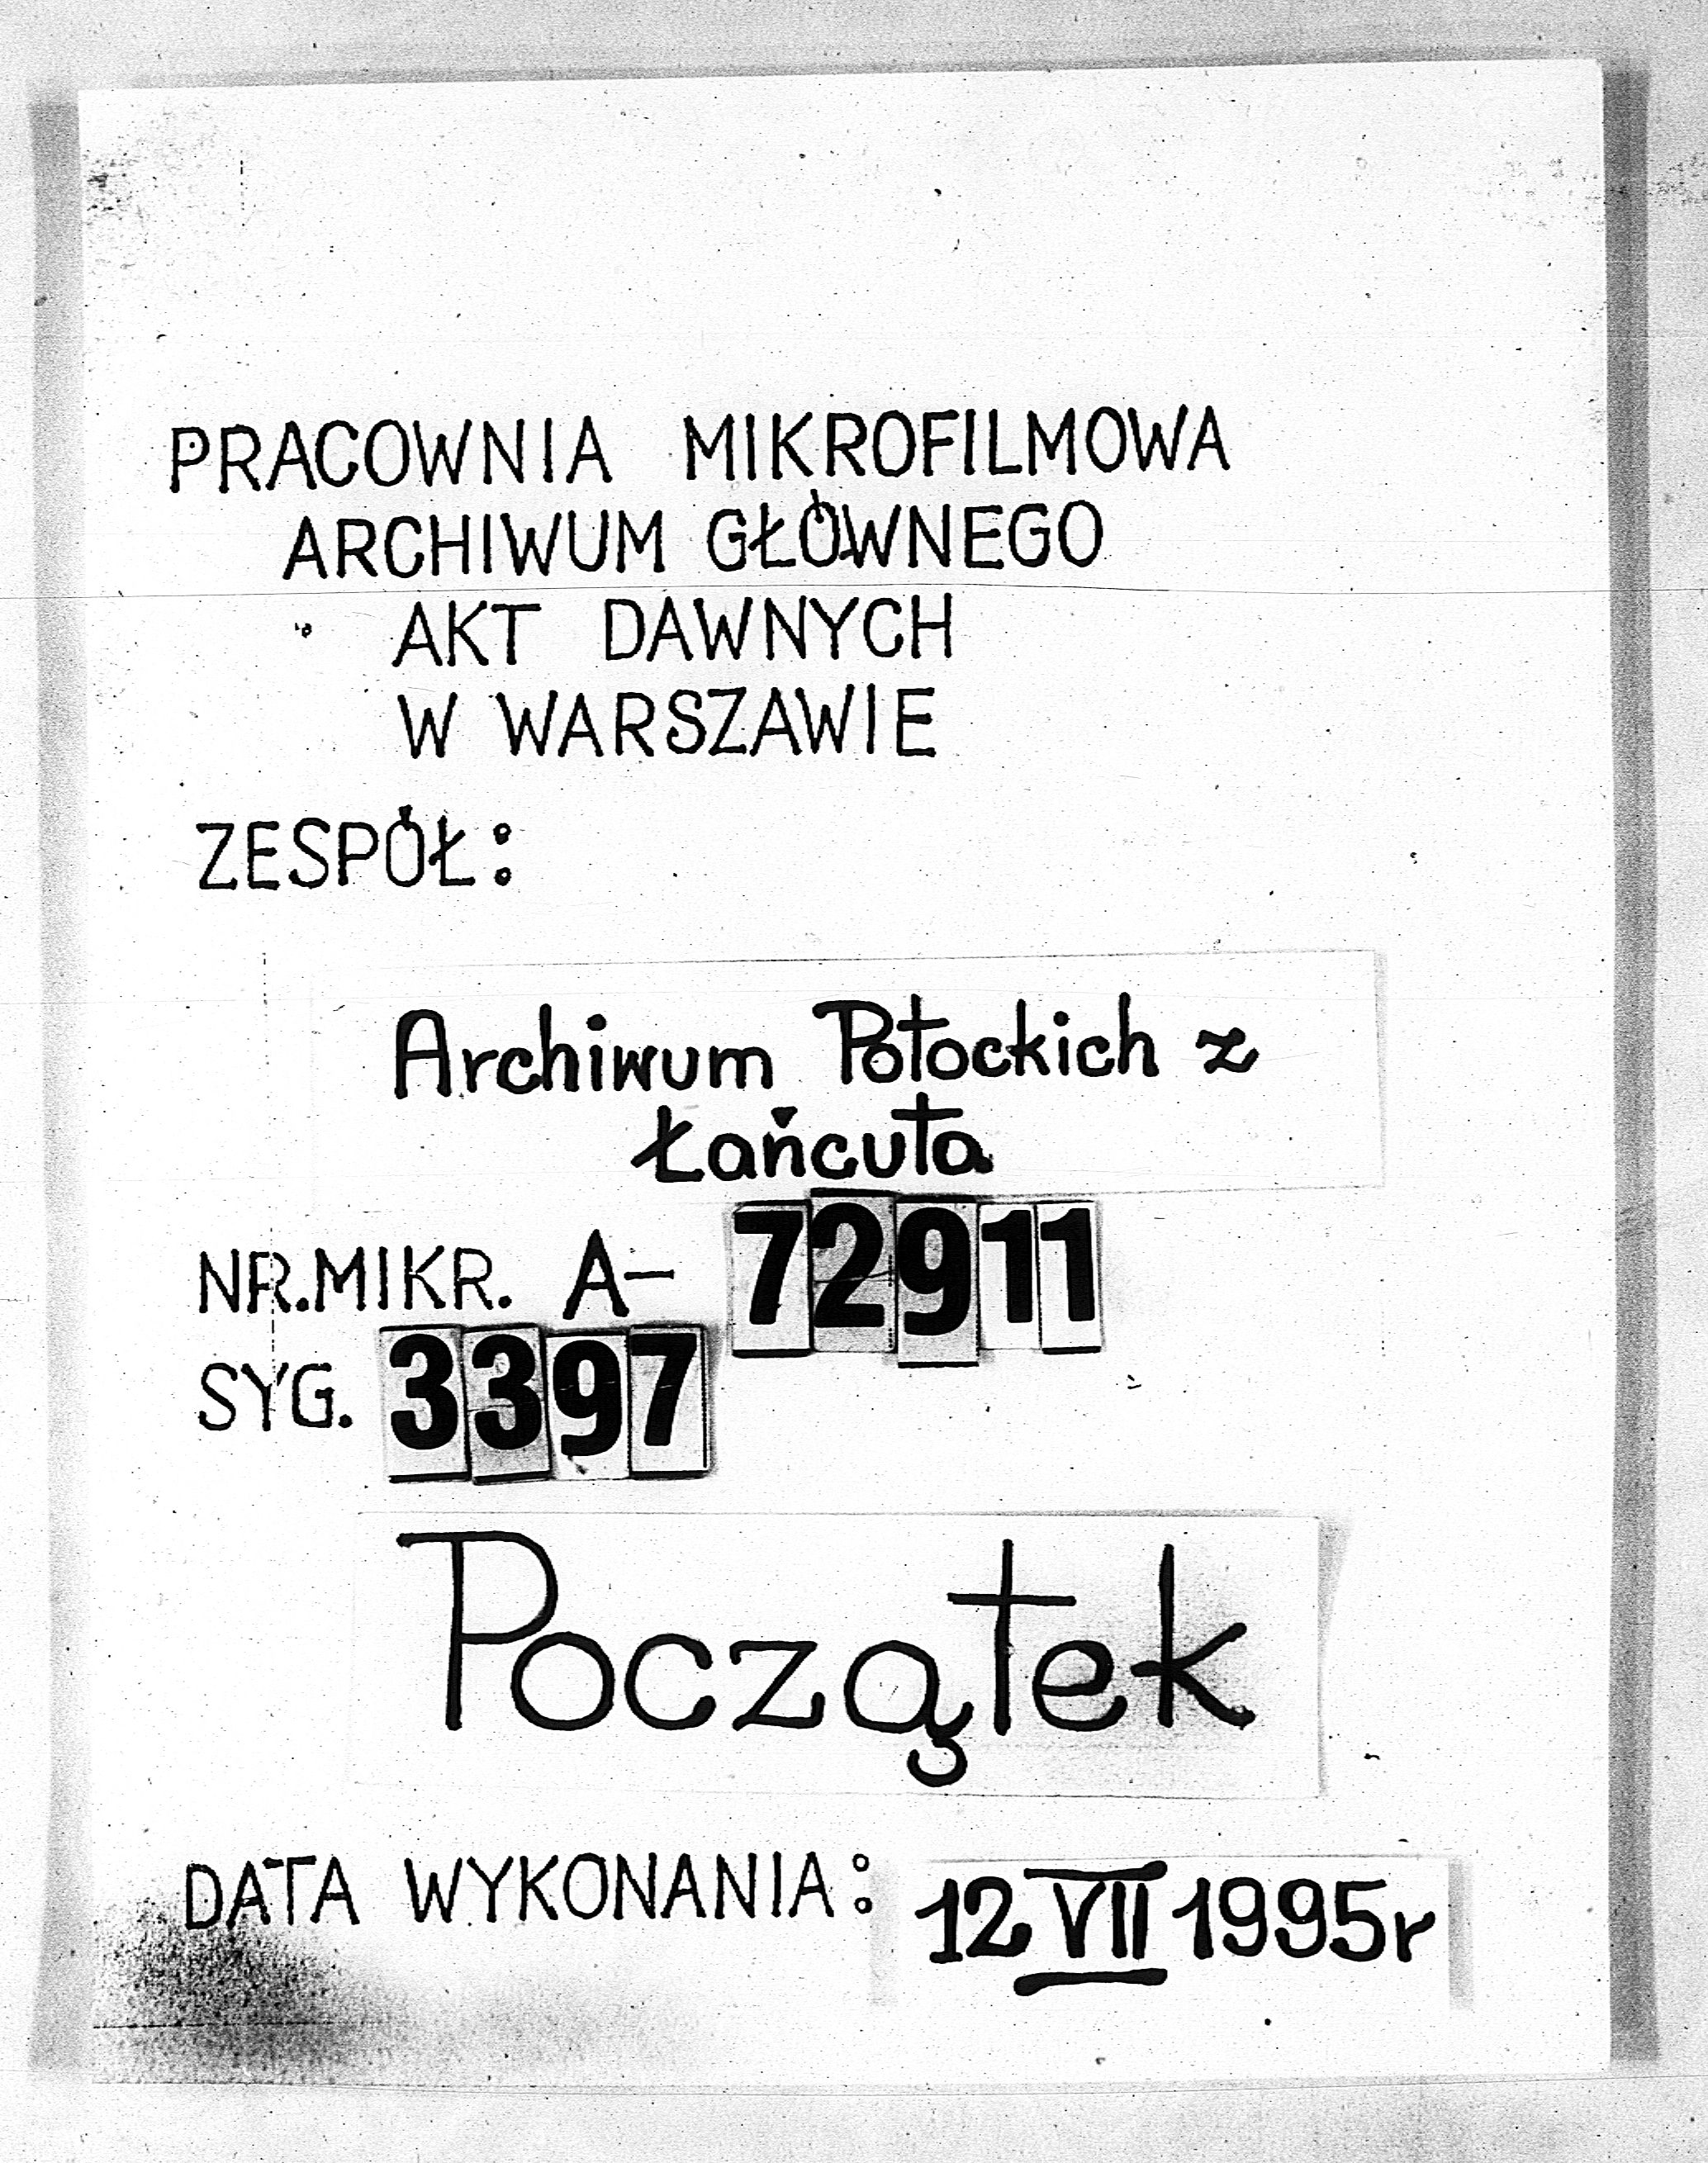 PRACOWNIA MIKROFILMOWA
ARCHIWUM GŁÓWNEGO
AKT DAWNYCH
W WARSZAWIE
ZESPÓŁ:
Archiwum Potockich z
Łańcuta
NR.MIKR. A- 72911
SYG. 3397
Początek
DATA WYKONANIA: 12 VII 1995r